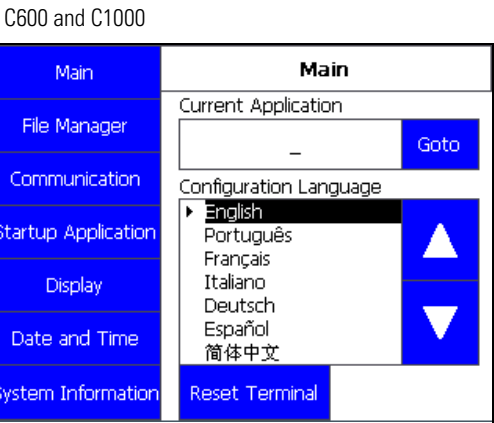 C600 and C1000
Main
File Manager
Communication
Startup Application
Display
Date and Time
System Information
Main
Current Application
_
Goto
Configuration Language
English
Português
Français
Italiano
Deutsch
Español
简体中文
Reset Terminal